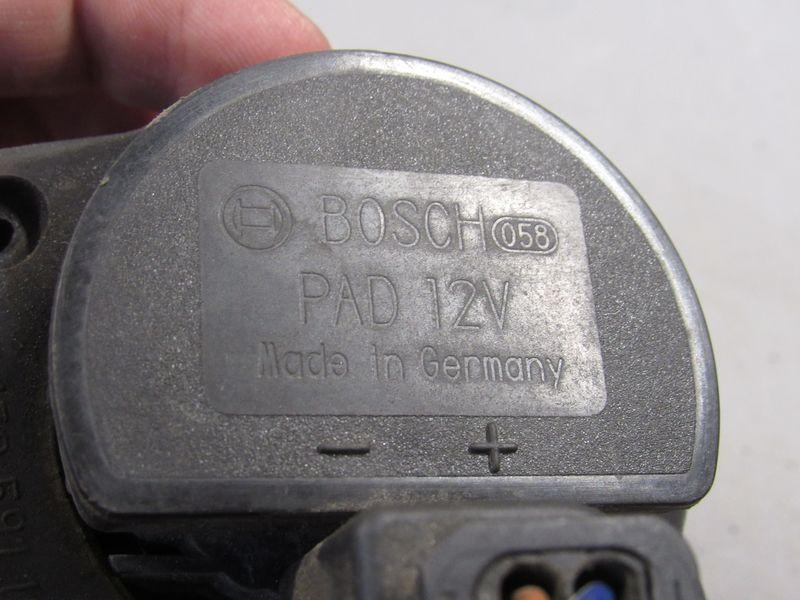 BOSCH 058
PAD 12V
Made in Germany
- +